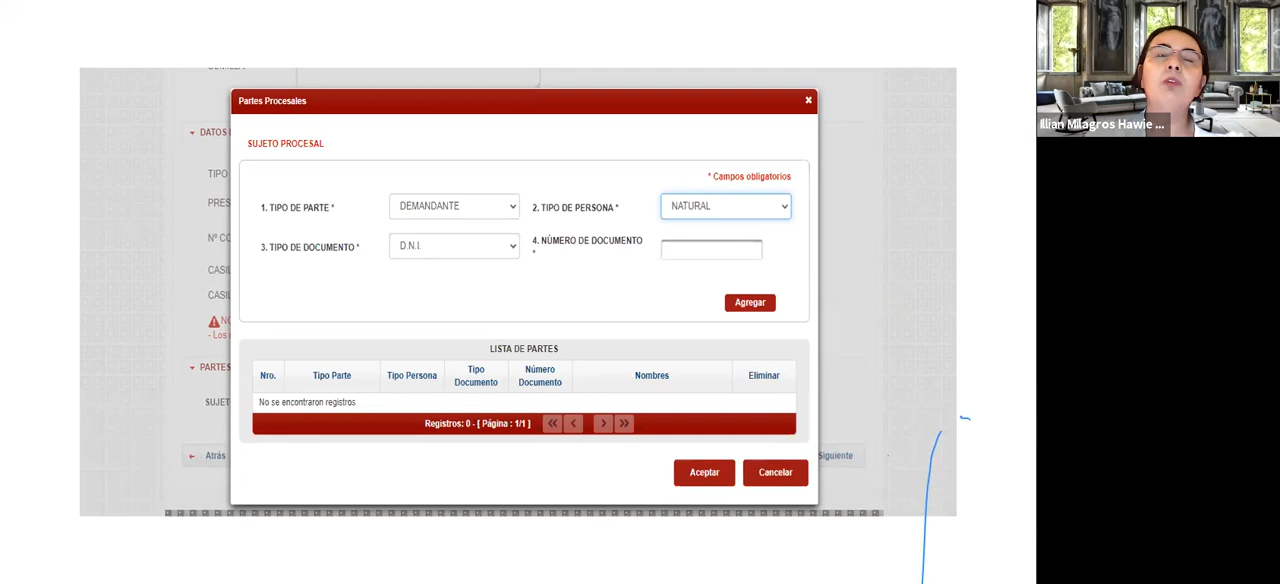 Partes Procesales
SUJETO PROCESAL
* Campos obligatorios
1. TIPO DE PARTE *
DEMANDANTE
2. TIPO DE PERSONA *
NATURAL
3. TIPO DE DOCUMENTO *
D.N.I.
4. NÚMERO DE DOCUMENTO
*
Agregar
LISTA DE PARTES
Nro. Tipo Parte Tipo Persona Tipo Documento Número Documento Nombres Eliminar
No se encontraron registros
Registros: 0 - [ Página : 1/1 ]
Aceptar
Cancelar
DATOS
TIPO
PRES
Nº CO
CASIL
CASIL
NO
- Los
PARTES
SUJET
Atrás
Siguiente
Illian Milagros Hawie ...